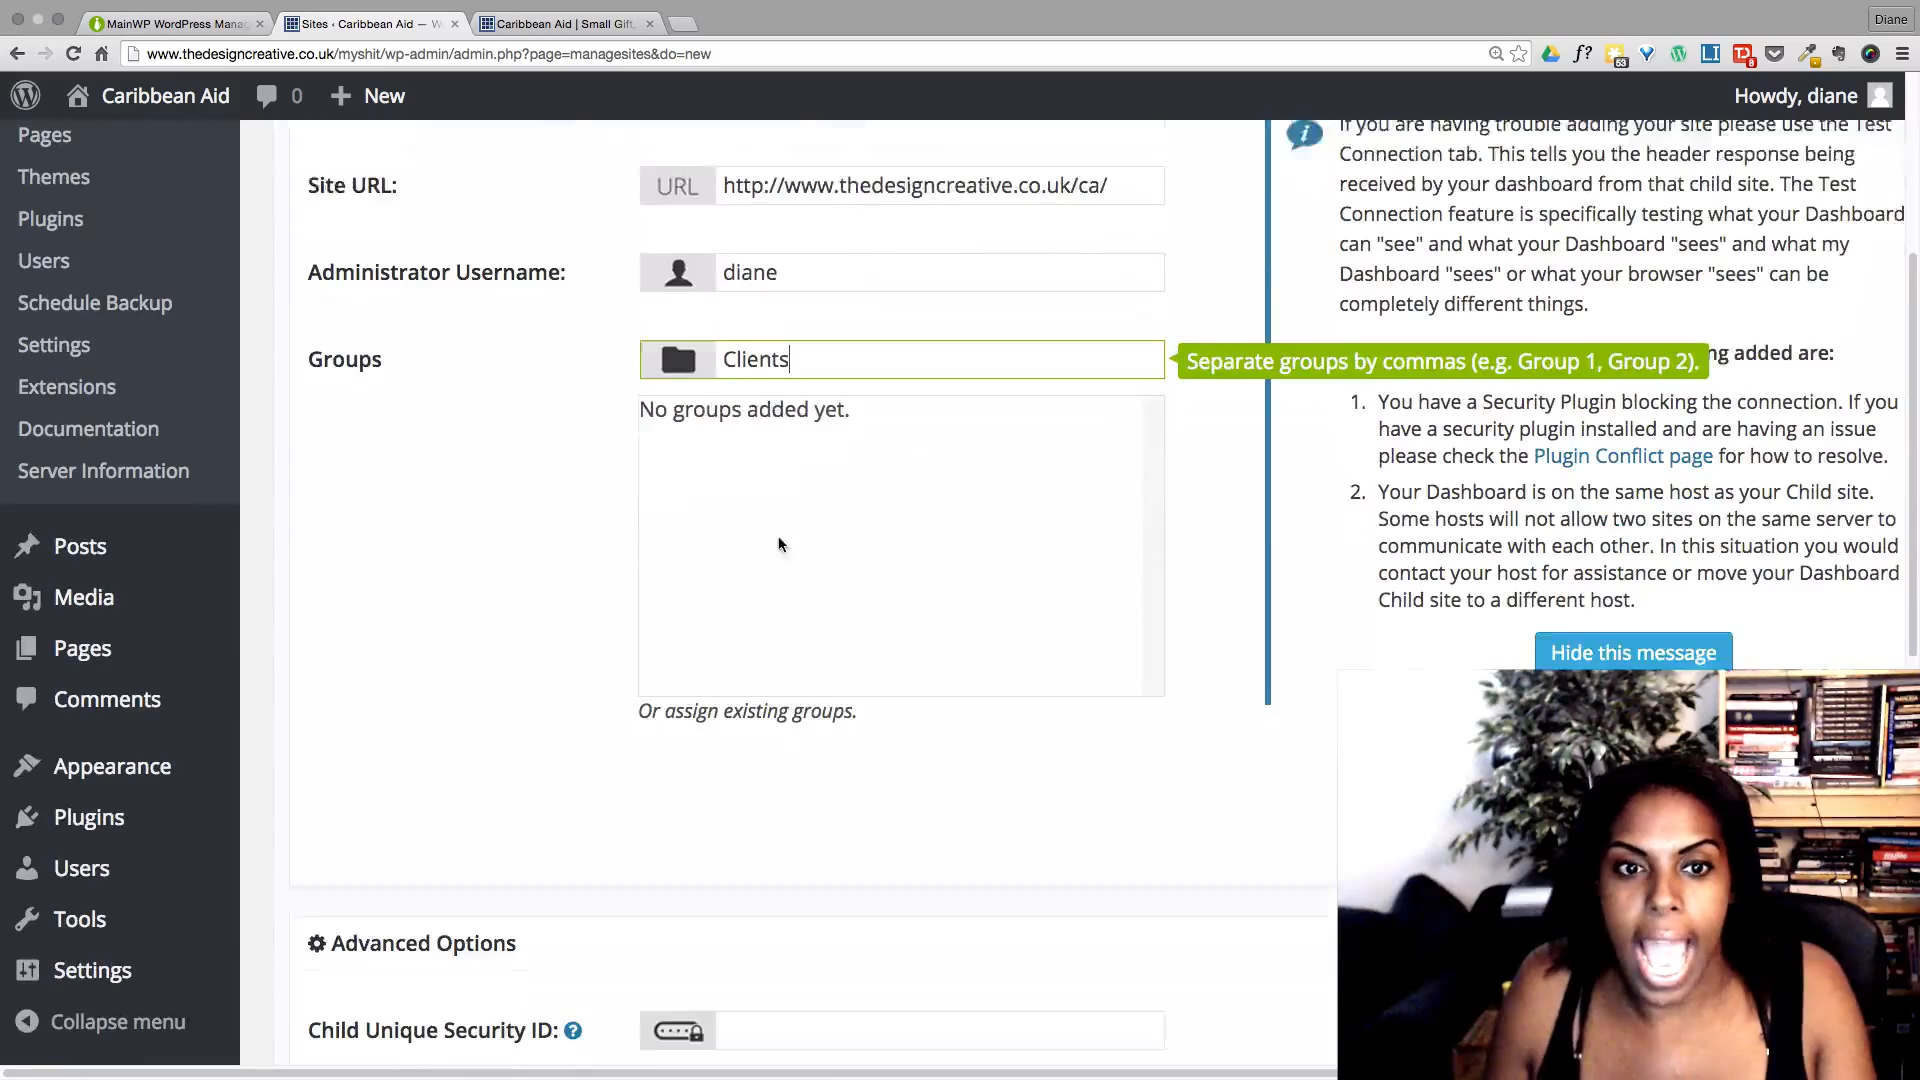 MainWP WordPress Mana
Sites ‹ Caribbean Aid — W
Caribbean Aid | Small Gift,
Diane
www.thedesigncreative.co.uk/myshit/wp-admin/admin.php?page=managesites&do=new
f?
53
LI
8
Caribbean Aid
0
New
Howdy, diane
Pages
Themes
Plugins
Users
Schedule Backup
Settings
Extensions
Documentation
Server Information
Posts
Media
Pages
Comments
Appearance
Plugins
Users
Tools
Settings
Collapse menu
Site URL:
URL
http://www.thedesigncreative.co.uk/ca/
Administrator Username:
diane
Groups
Clients
Separate groups by commas (e.g. Group 1, Group 2).
No groups added yet.
Or assign existing groups.
Advanced Options
Child Unique Security ID:
If you are having trouble adding your site please use the Test
Connection tab. This tells you the header response being
received by your dashboard from that child site. The Test
Connection feature is specifically testing what your Dashboard
can "see" and what your Dashboard "sees" and what my
Dashboard "sees" or what your browser "sees" can be
completely different things.
g added are:
1. You have a Security Plugin blocking the connection. If you
have a security plugin installed and are having an issue
please check the Plugin Conflict page for how to resolve.
2. Your Dashboard is on the same host as your Child site.
Some hosts will not allow two sites on the same server to
communicate with each other. In this situation you would
contact your host for assistance or move your Dashboard
Child site to a different host.
Hide this message